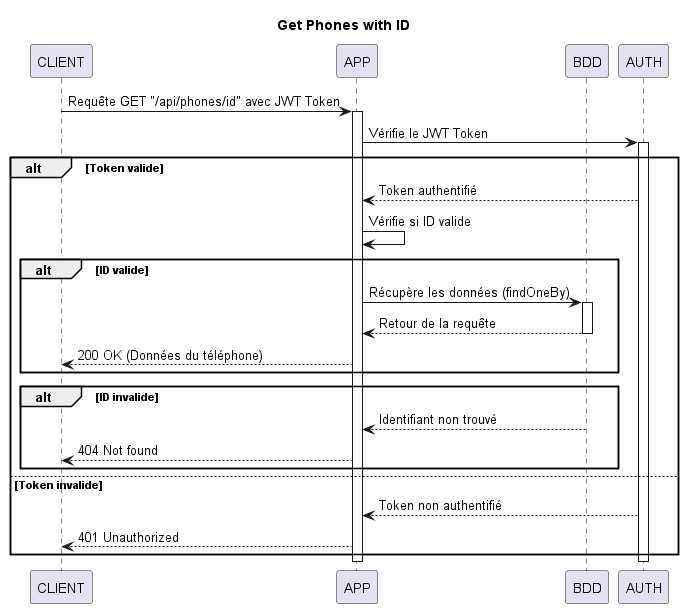 Get Phones with ID
CLIENT APP BDD AUTH
Requête GET "/api/phones/id" avec JWT Token
Vérifie le JWT Token
alt [Token valide]
Token authentifié
Vérifie si ID valide
alt [ID valide]
Récupère les données (findOneBy)
Retour de la requête
200 OK (Données du téléphone)
alt [ID invalide]
Identifiant non trouvé
404 Not found
[Token invalide]
Token non authentifié
401 Unauthorized
CLIENT APP BDD AUTH